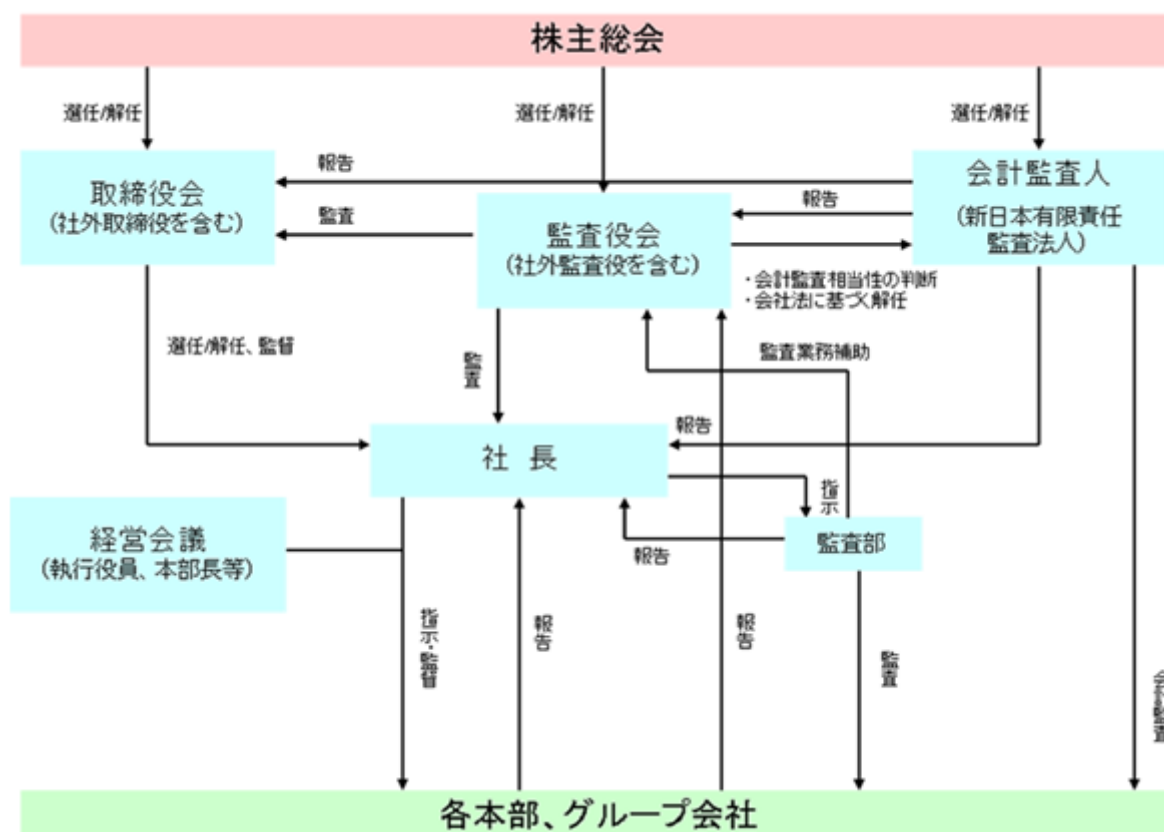 株主総会
選任/解任
選任/解任
選任/解任
取締役会
(社外取締役を含む)
報告
監査
監査役会
(社外監査役を含む)
報告
会計監査人
(新日本有限責任
監査法人)
・会計監査相当性の判断
・会社法に基づく解任
選任/解任、監督
監査
監査業務補助
報告
社 長
指示
監査部
報告
経営会議
(執行役員、本部長等)
指示・監督
報告
報告
監査
会計監査
各本部、グループ会社